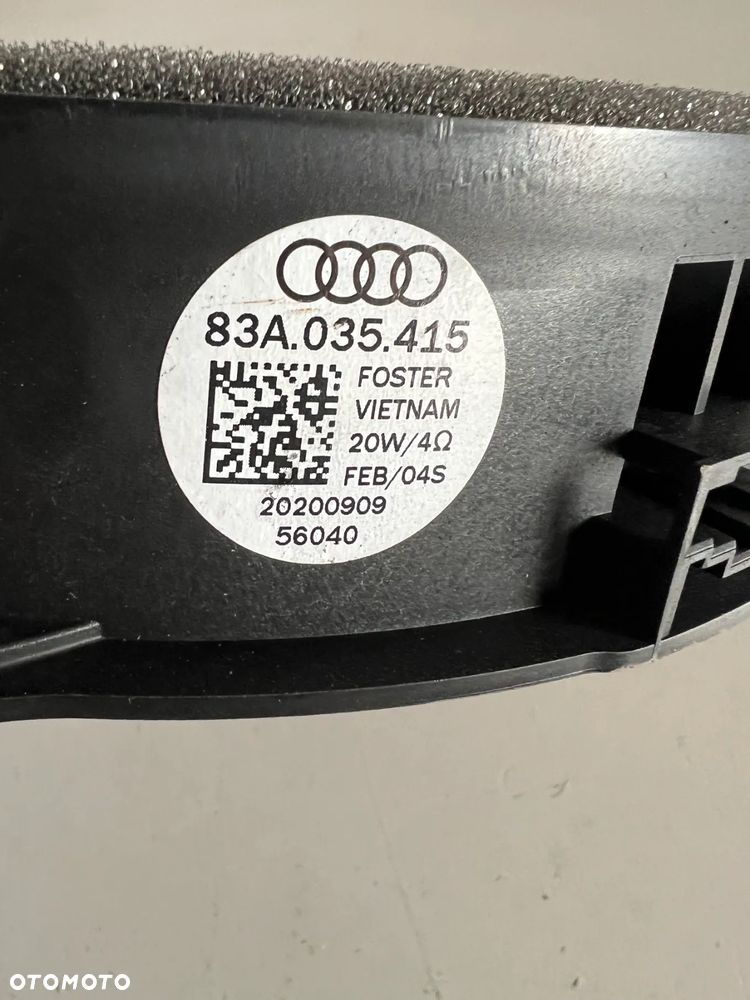 83A.035.415
FOSTER
VIETNAM
20W/4Ω
FEB/04S
20200909
56040
OTOMOTO